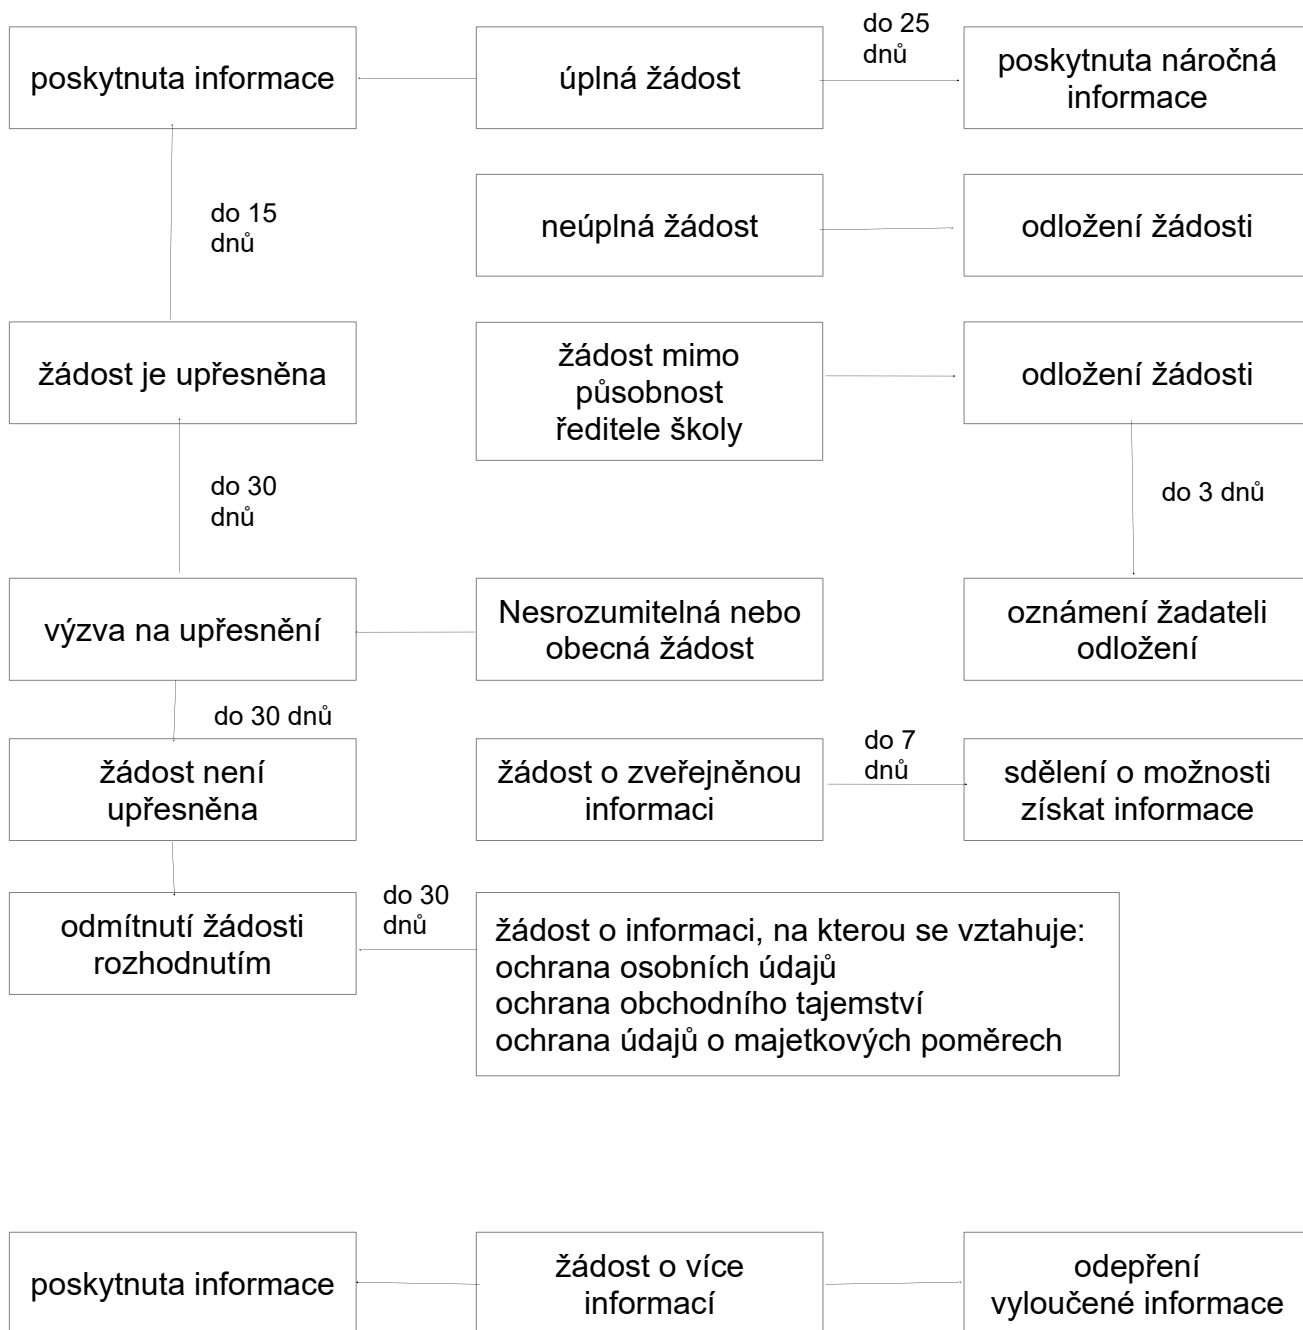 poskytnuta informace
úplná žádost
do 25
dnů
poskytnuta náročná
informace
do 15
dnů
neúplná žádost
odložení žádosti
žádost je upřesněna
žádost mimo
působnost
ředitele školy
odložení žádosti
do 30
dnů
do 3 dnů
výzva na upřesnění
Nesrozumitelná nebo
obecná žádost
oznámení žadateli
odložení
do 30 dnů
žádost není
upřesněna
žádost o zveřejněnou
informaci
do 7
dnů
sdělení o možnosti
získat informace
odmítnutí žádosti
rozhodnutím
do 30
dnů
žádost o informaci, na kterou se vztahuje:
ochrana osobních údajů
ochrana obchodního tajemství
ochrana údajů o majetkových poměrech
poskytnuta informace
žádost o více
informací
odepření
vyloučené informace